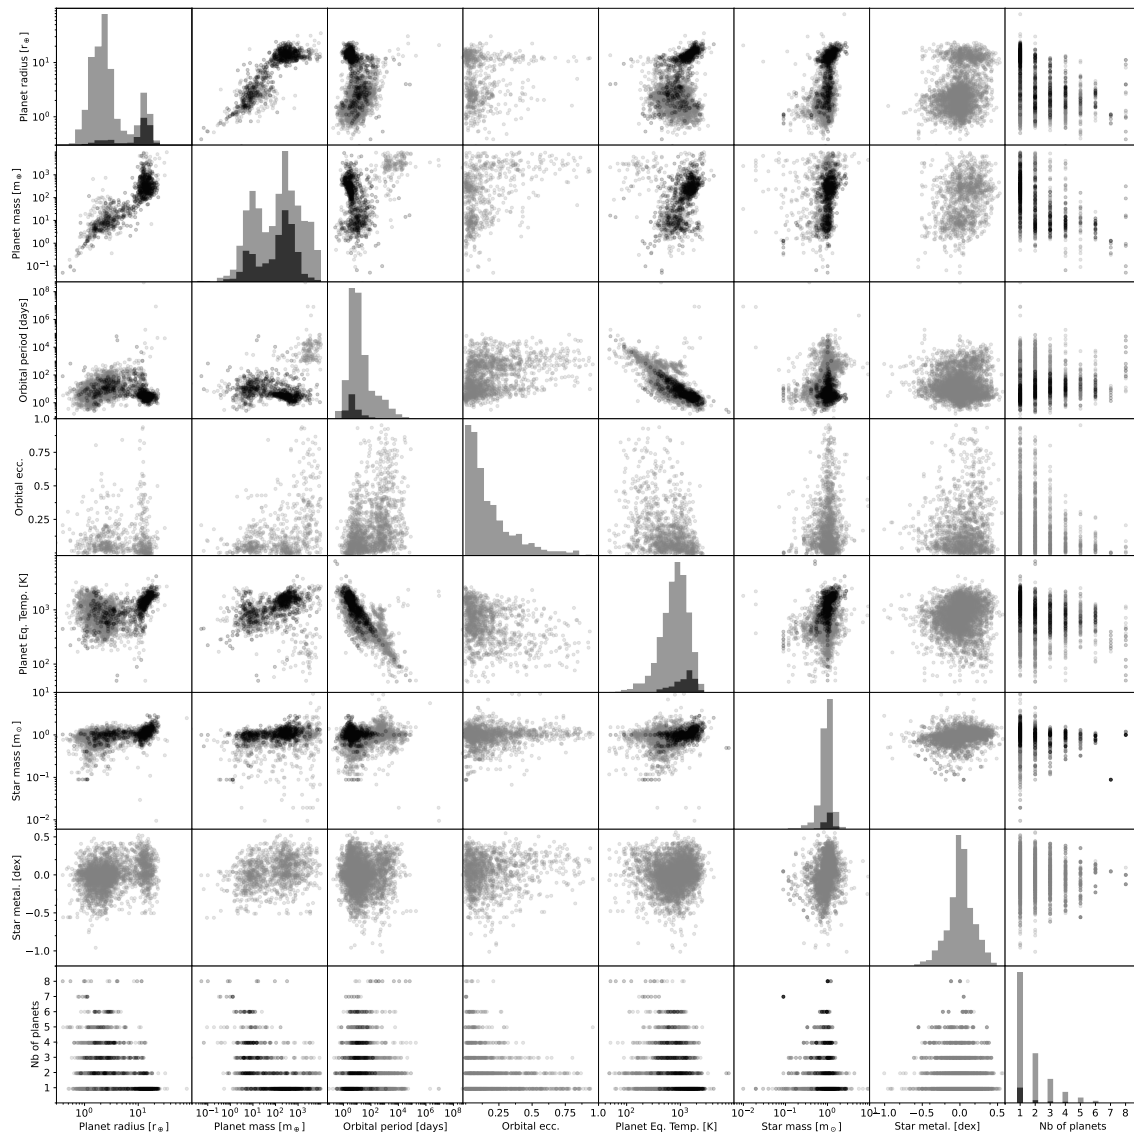 Planet radius [r⊕]
10¹
10⁰
Planet mass [m⊕]
10³
10²
10¹
10⁰
10⁻¹
Orbital period [days]
10⁸
10⁶
10⁴
10²
10⁰
1.0
Orbital ecc.
1.0
0.75
0.5
0.25
Planet Eq. Temp. [K]
10³
10²
10¹
Star mass [m⊙]
10⁰
10⁻¹
10⁻²
Star metal. [dex]
0.5
0.0
−0.5
−1.0
Nb of planets
8
7
6
5
4
3
2
1
10⁰ 10¹
10⁻¹ 10¹ 10³
10⁰ 10² 10⁴ 10⁶ 10⁸
0.25 0.5 0.75 1.0
10² 10³
10⁻² 10⁻¹ 10⁰
−1.0 −0.5 0.0 0.5
1 2 3 4 5 6 7 8
Planet radius [r⊕] Planet mass [m⊕] Orbital period [days] Orbital ecc. Planet Eq. Temp. [K] Star mass [m⊙] Star metal. [dex] Nb of planets